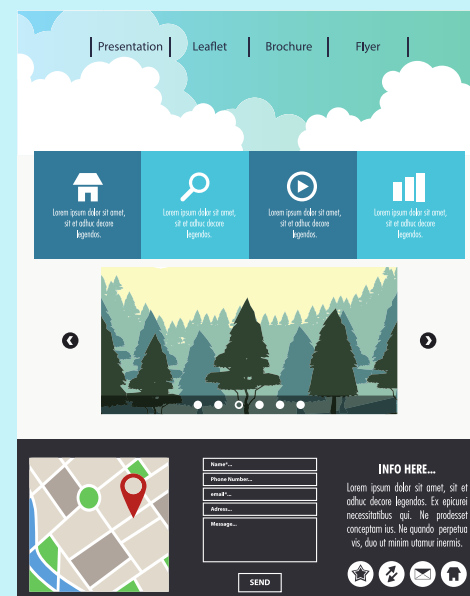 Presentation Leaflet Brochure Flyer
Lorem ipsum dolor sit amet,
sit et adhuc decore
legendos.
Lorem ipsum dolor sit amet,
sit et adhuc decore
legendos.
Lorem ipsum dolor sit amet,
sit et adhuc decore
legendos.
Lorem ipsum dolor sit amet,
sit et adhuc decore
legendos.
Name*...
Phone Number...
email*...
Adress...
Message...
SEND
INFO HERE...
Lorem ipsum dolor sit amet, sit et
adhuc decore legendos. Ex epicurei
necessitatibus qui. Ne prodesset
conceptam ius. Ne quando perpetua
vis, duo ut minim utamur inermis.